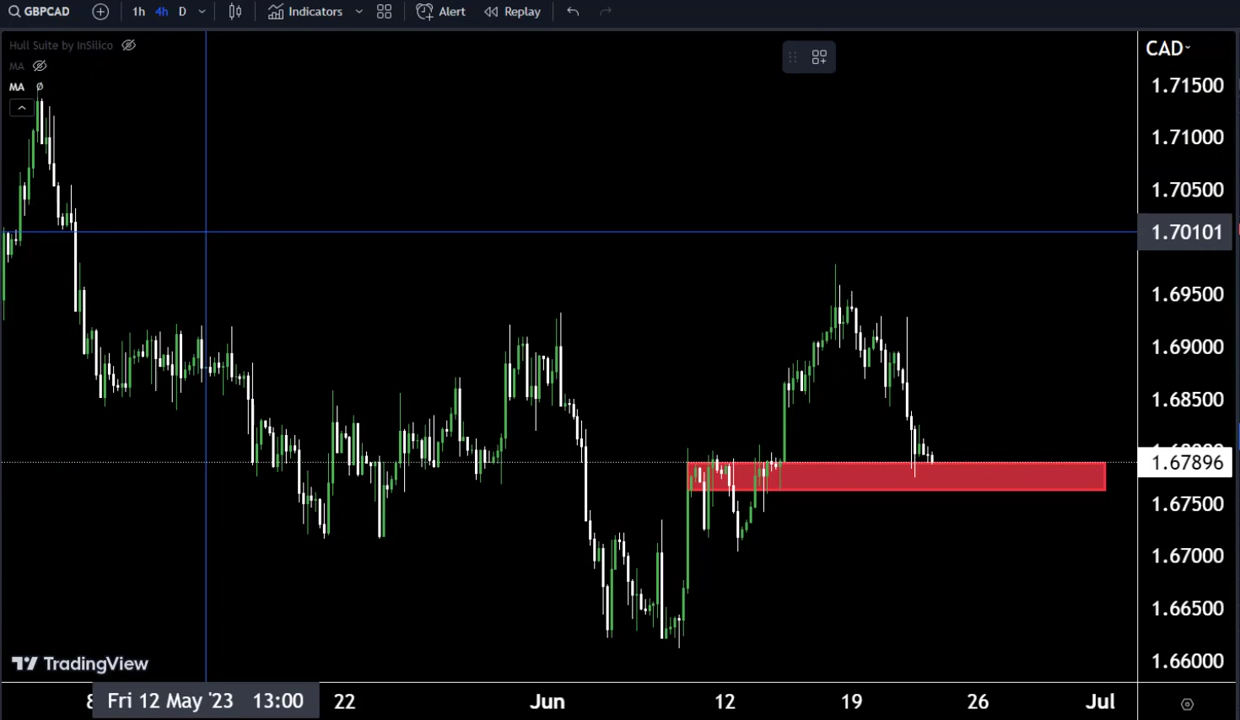 GBPCAD 1h 4h D Indicators Alert Replay
Hull Suite by InSilico
MA
MA
CAD
1.71500
1.71000
1.70500
1.70101
1.69500
1.69000
1.68500
1.67896
1.67500
1.67000
1.66500
1.66000
TradingView
Fri 12 May '23 13:00 22 Jun 12 19 26 Jul